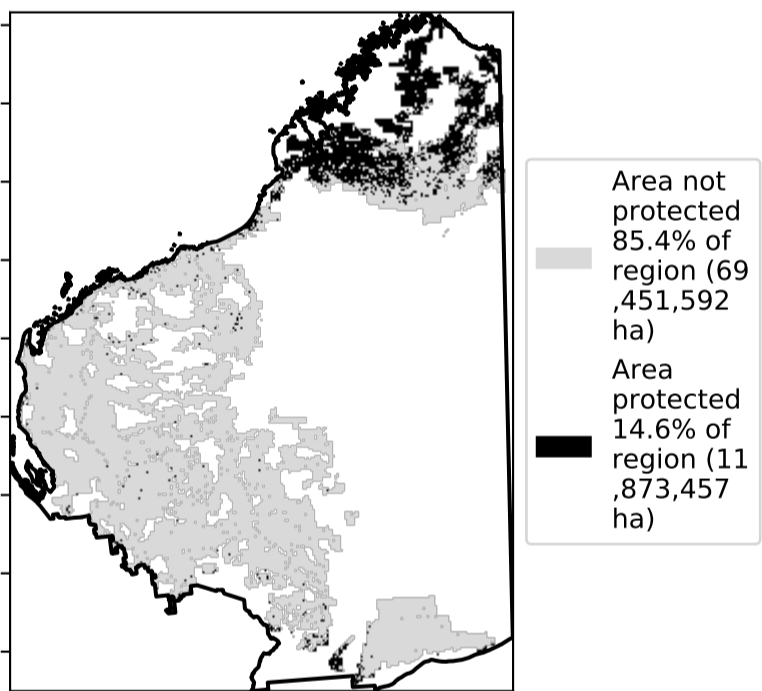 Area not
protected
85.4% of
region (69
,451,592
ha)
Area
protected
14.6% of
region (11
,873,457
ha)